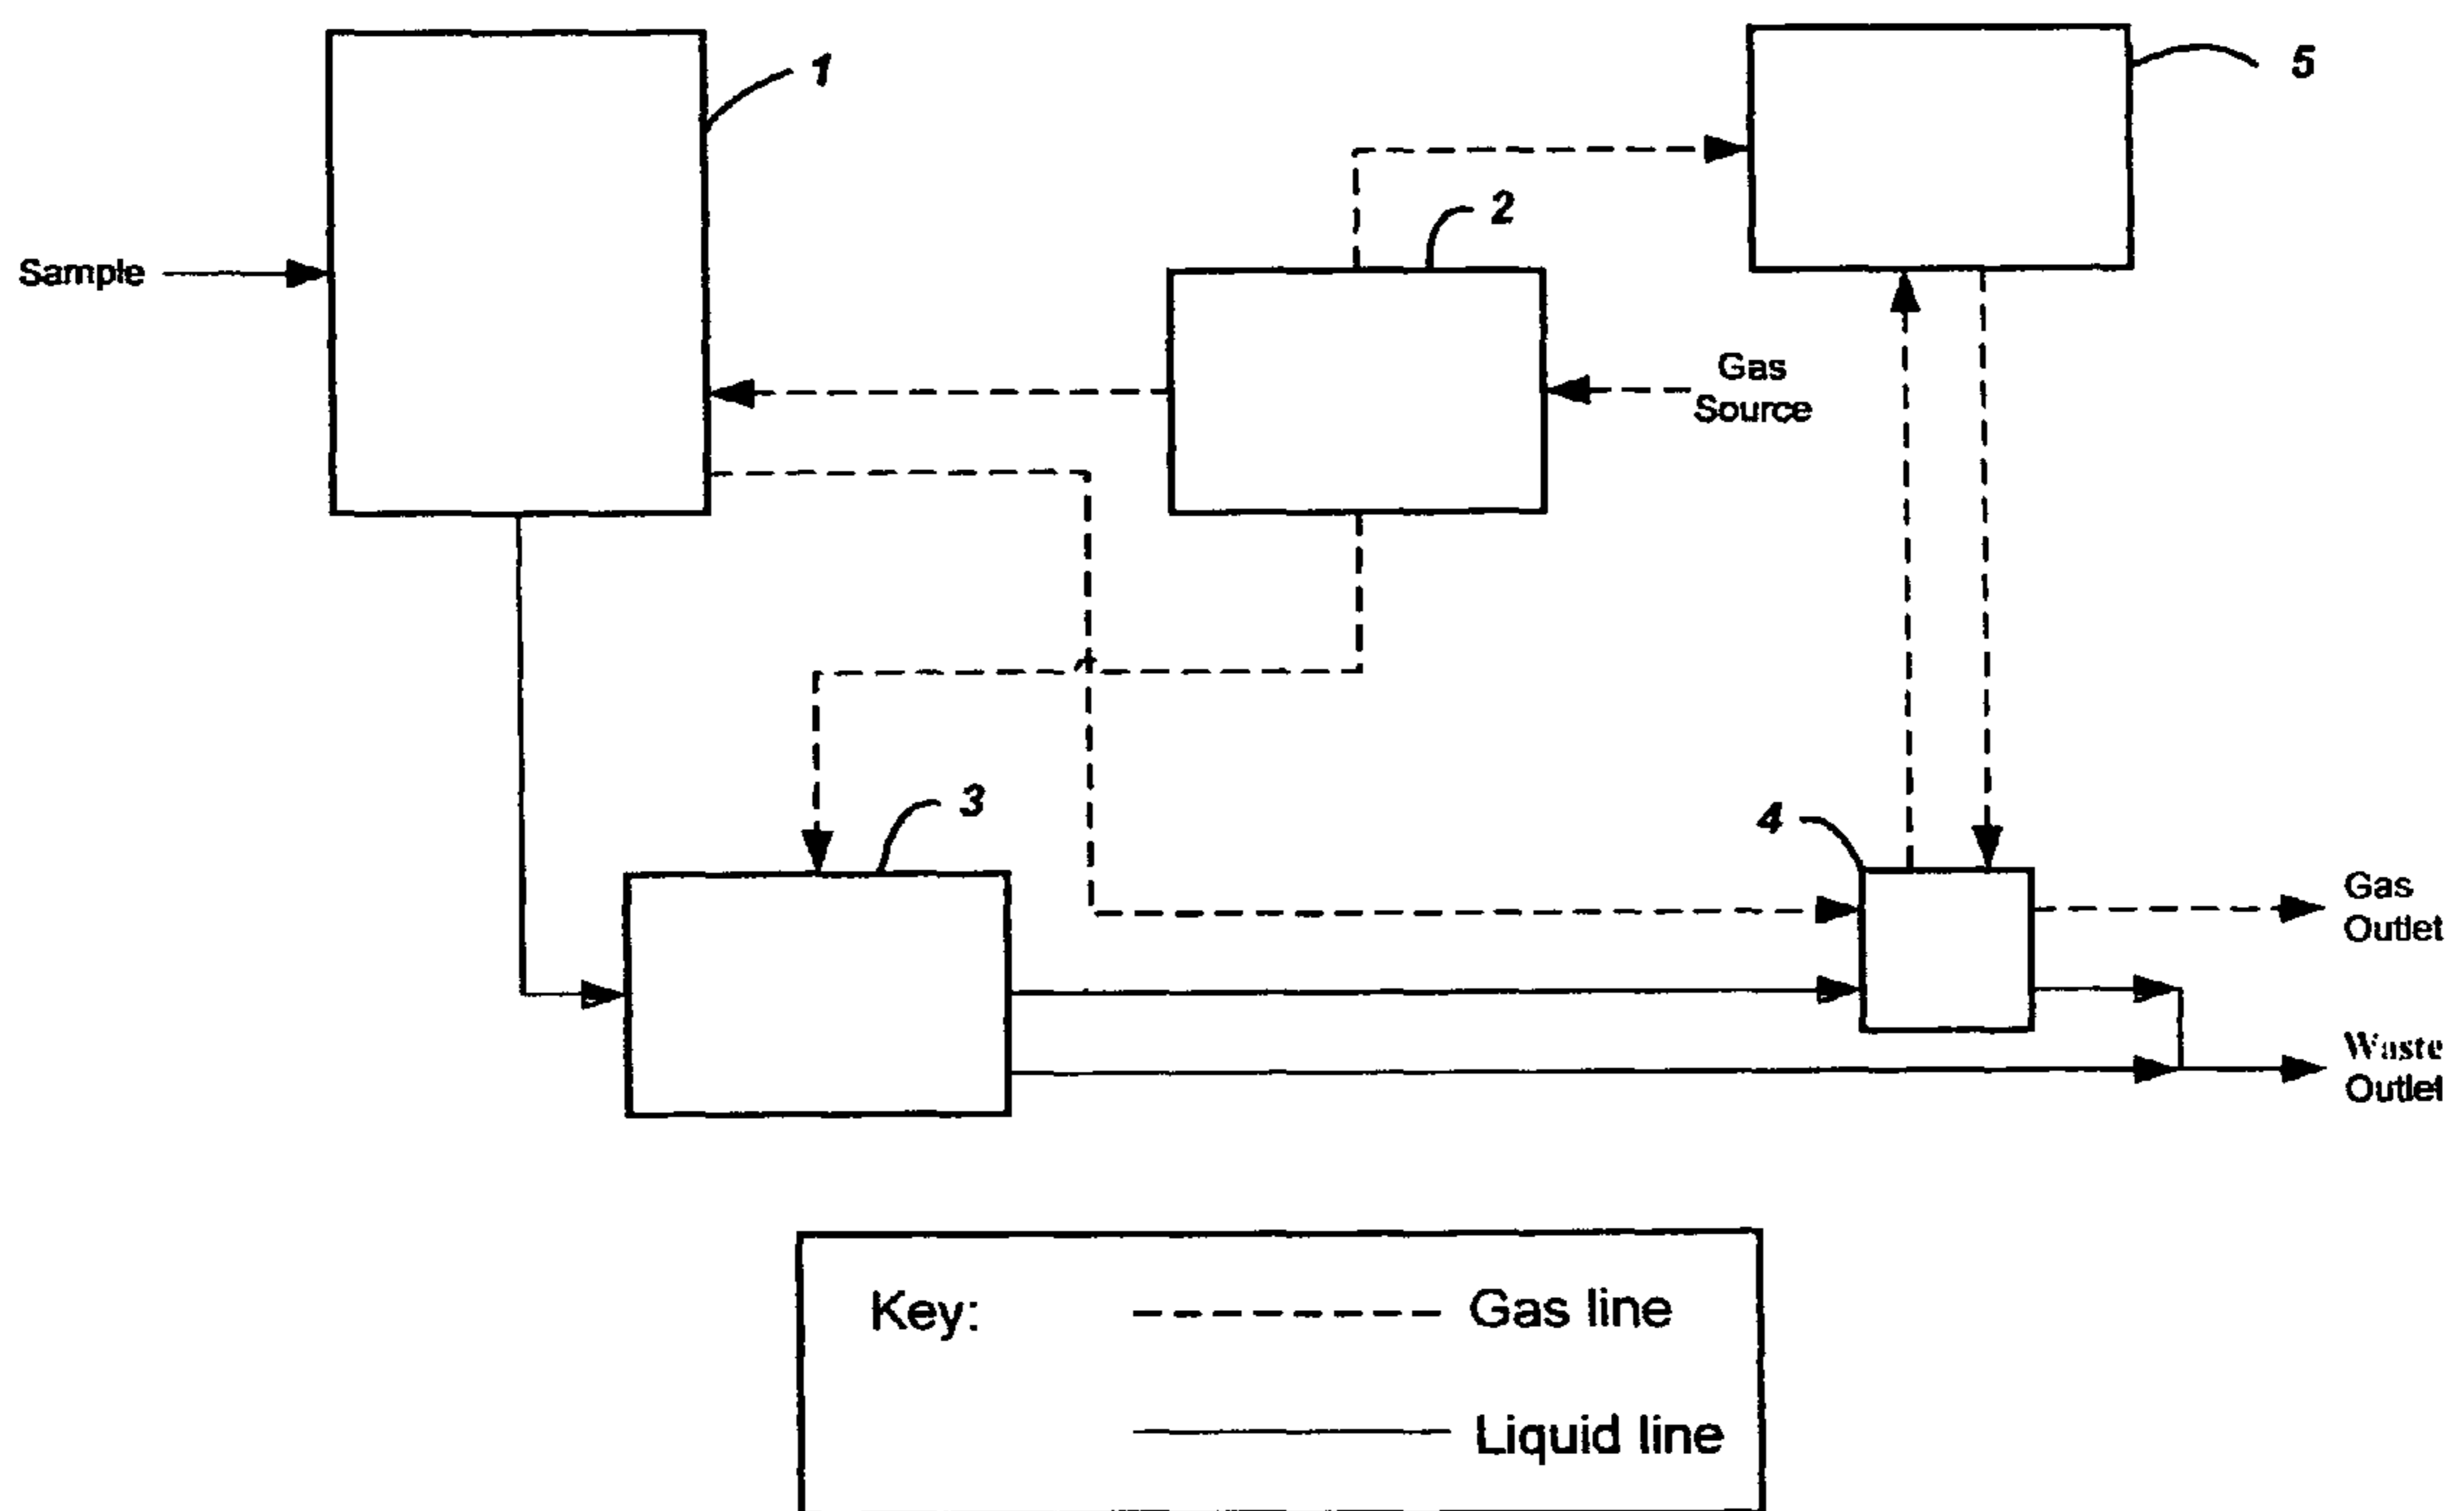 1
5
2
Sample
Gas
Source
3
4
Gas
Outlet
Waste
Outlet
Key:
Gas line
Liquid line